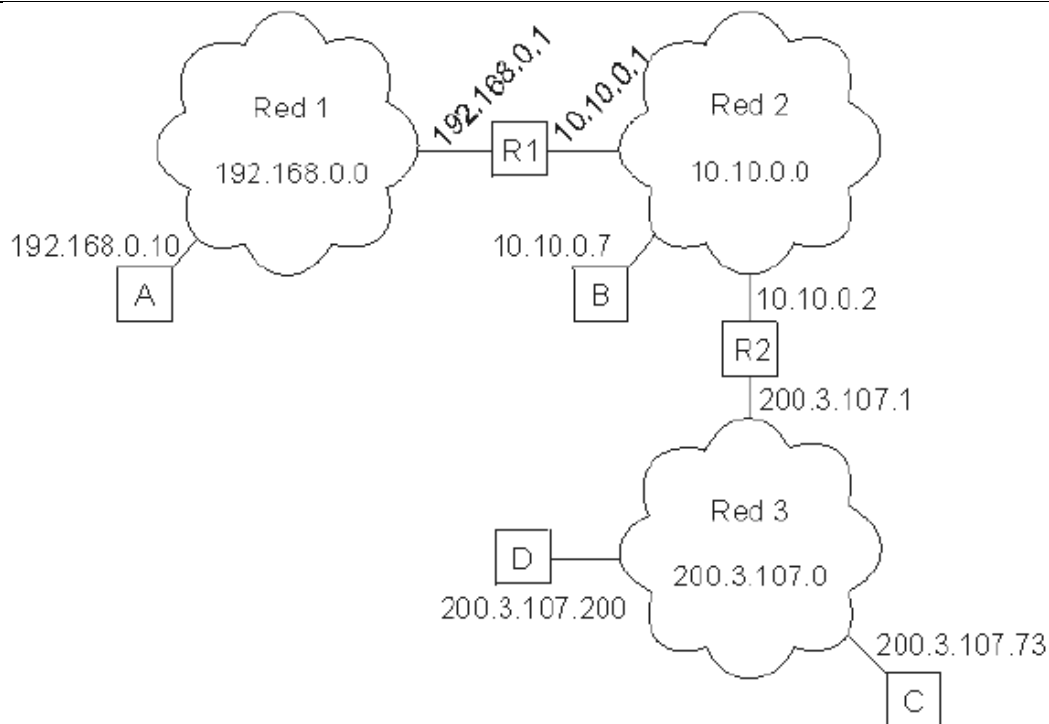 Red 1
192.168.0.0
192.168.0.1
R1
10.10.0.1
Red 2
10.10.0.0
192.168.0.10
A
10.10.0.7
B
10.10.0.2
R2
200.3.107.1
Red 3
200.3.107.0
D
200.3.107.200
200.3.107.73
C